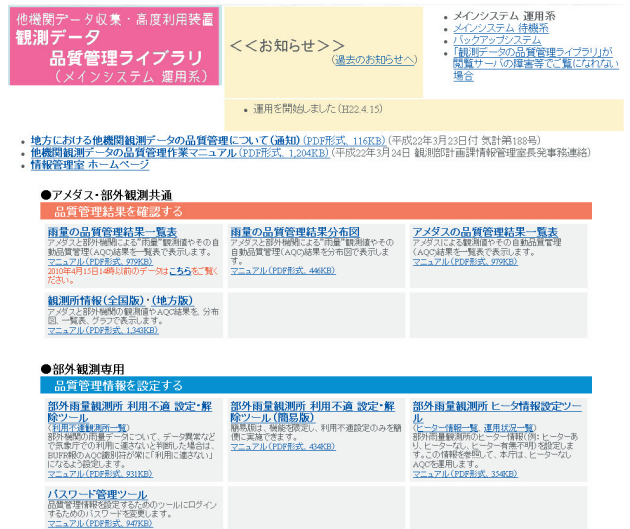 他機関データ収集・高度利用装置
観測データ
品質管理ライブラリ
(メインシステム 運用系)
<<お知らせ>>
(過去のお知らせへ)
• メインシステム 運用系
• メインシステム 待機系
• バックアップシステム
• 「観測データの品質管理ライブラリ」が
閲覧サーバの障害等でご覧になれない
場合
• 運用を開始しました(H22.4.15)
• 地方における他機関観測データの品質管理について(通知)(PDF形式、116KB)(平成22年3月23日付 気計第188号)
• 他機関観測データの品質管理作業マニュアル(PDF形式、1,204KB)(平成22年3月24日 観測部計画課情報管理室長発事務連絡)
• 情報管理室 ホームページ
●アメダス・部外観測共通
品質管理結果を確認する
雨量の品質管理結果一覧表
アメダスと部外機関による"雨量"観測値やその自
動品質管理(AQC)結果を一覧表で表示します。
マニュアル(PDF形式、979KB)
2010年4月15日14時以前のデータはこちらをご覧く
ださい。
雨量の品質管理結果分布図
アメダスと部外機関による"雨量"観測値やその
自動品質管理(AQC)結果を分布図で表示しま
す。
マニュアル(PDF形式、446KB)
アメダスの品質管理結果一覧表
アメダスによる観測値やその自動品質管理
(AQC)結果を一覧表で表示します。
マニュアル(PDF形式、979KB)
観測所情報(全国版)・(地方版)
アメダスと部外機関の観測値やAQC結果を、分布
図、一覧表、グラフで表示します。
マニュアル(PDF形式、1,343KB)
●部外観測専用
品質管理情報を設定する
部外雨量観測所 利用不適 設定・解
除ツール
(利用不適観測所一覧)
部外機関の雨量データについて、データ異常など
で気象庁での利用に適さないと判断した場合は、
BUFR報のAQC識別符が常に「利用に適さない」
になるよう設定します。
マニュアル(PDF形式、931KB)
部外雨量観測所 利用不適 設定・解
除ツール(簡易版)
簡易版は、機能を限定し、利用不適設定のみを簡
便に実施できます。
マニュアル(PDF形式、434KB)
部外雨量観測所 ヒータ情報設定ツー
ル
(ヒーター情報一覧、運用状況一覧)
部外雨量観測所のヒーター情報(例:ヒーターあ
り、ヒーターなし、ヒーター有無不明)を設定しま
す。この情報を参照して、本庁は、ヒーターなし
AQCを運用します。
マニュアル(PDF形式、354KB)
パスワード管理ツール
品質管理情報を設定するためのツールにログイン
するためのパスワードを変更します。
マニュアル(PDF形式、947KB)